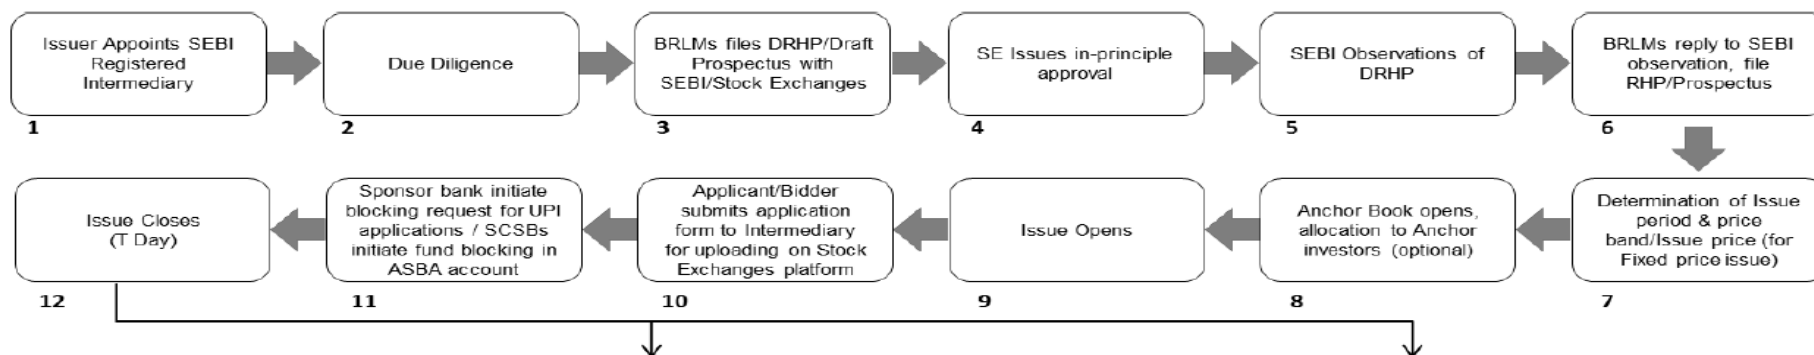 Issuer Appoints SEBI
Registered
Intermediary
1
Due Diligence
2
BRLMs files DRHP/Draft
Prospectus with
SEBI/Stock Exchanges
3
SE Issues in-principle
approval
4
SEBI Observations of
DRHP
5
BRLMs reply to SEBI
observation, file
RHP/Prospectus
6
Determination of Issue
period & price
band/Issue price (for
Fixed price issue)
7
Anchor Book opens,
allocation to Anchor
investors (optional)
8
Issue Opens
9
Applicant/Bidder
submits application
form to Intermediary
for uploading on Stock
Exchanges platform
10
Sponsor bank initiate
blocking request for UPI
applications / SCSBs
initiate fund blocking in
ASBA account
11
Issue Closes
(T Day)
12